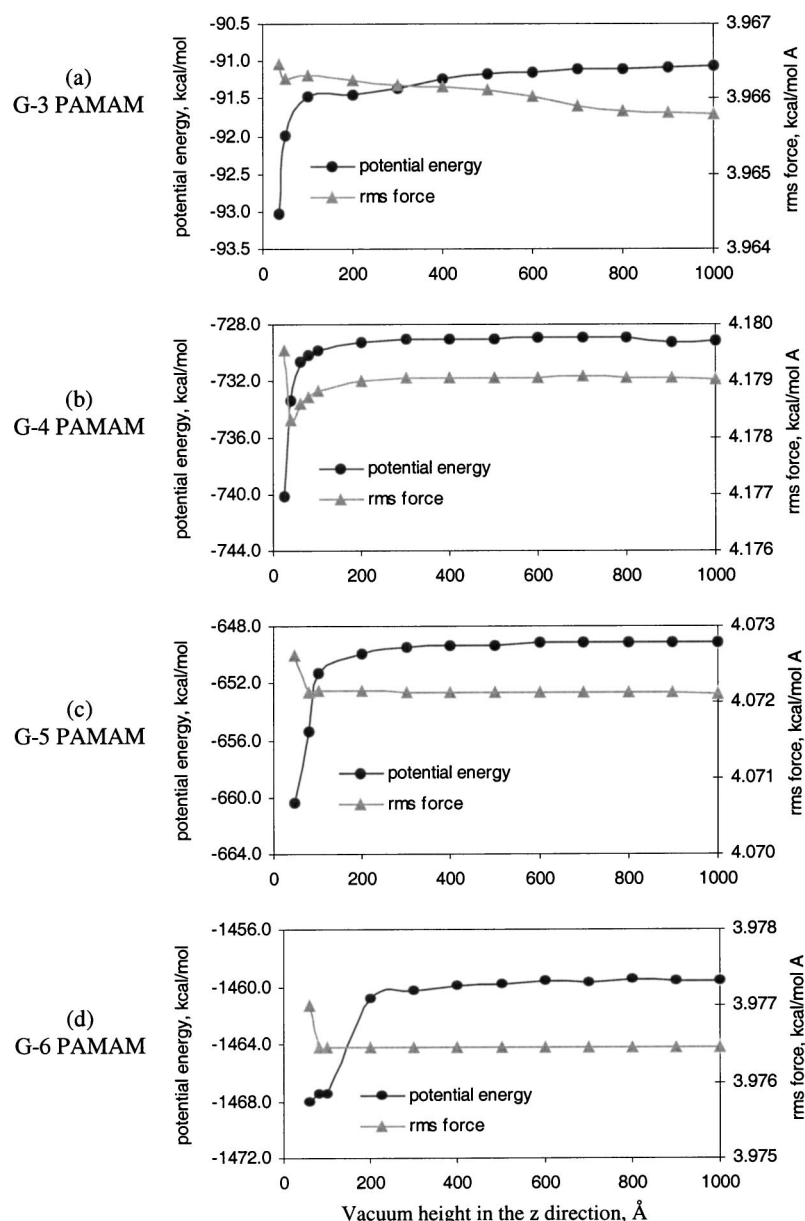 (a)
G-3 PAMAM
potential energy, kcal/mol
-90.5
-91.0
-91.5
-92.0
-92.5
-93.0
-93.5
potential energy
rms force
3.967
3.966
3.965
3.964
rms force, kcal/mol A
0 200 400 600 800 1000
(b)
G-4 PAMAM
potential energy, kcal/mol
-728.0
-732.0
-736.0
-740.0
-744.0
potential energy
rms force
4.180
4.179
4.178
4.177
4.176
rms force, kcal/mol A
0 200 400 600 800 1000
(c)
G-5 PAMAM
potential energy, kcal/mol
-648.0
-652.0
-656.0
-660.0
-664.0
potential energy
rms force
4.073
4.072
4.071
4.070
rms force, kcal/mol A
0 200 400 600 800 1000
(d)
G-6 PAMAM
potential energy, kcal/mol
-1456.0
-1460.0
-1464.0
-1468.0
-1472.0
potential energy
rms force
3.978
3.977
3.976
3.975
rms force, kcal/mol A
0 200 400 600 800 1000
Vacuum height in the z direction, Å